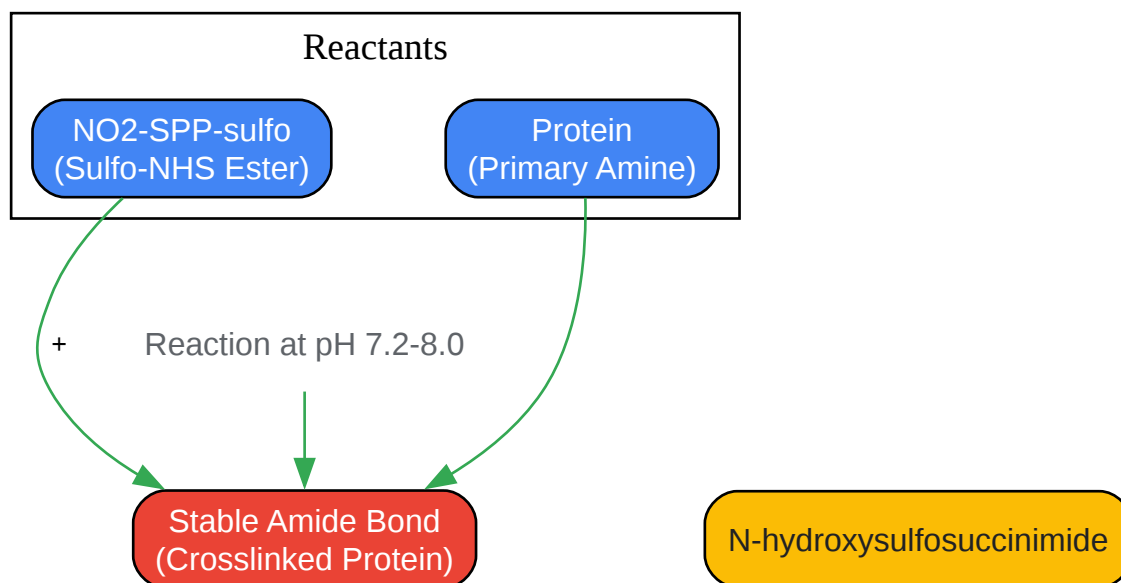 Reactants
NO2-SPP-sulfo
(Sulfo-NHS Ester)
Protein
(Primary Amine)
+
Reaction at pH 7.2-8.0
Stable Amide Bond
(Crosslinked Protein)
N-hydroxysulfosuccinimide